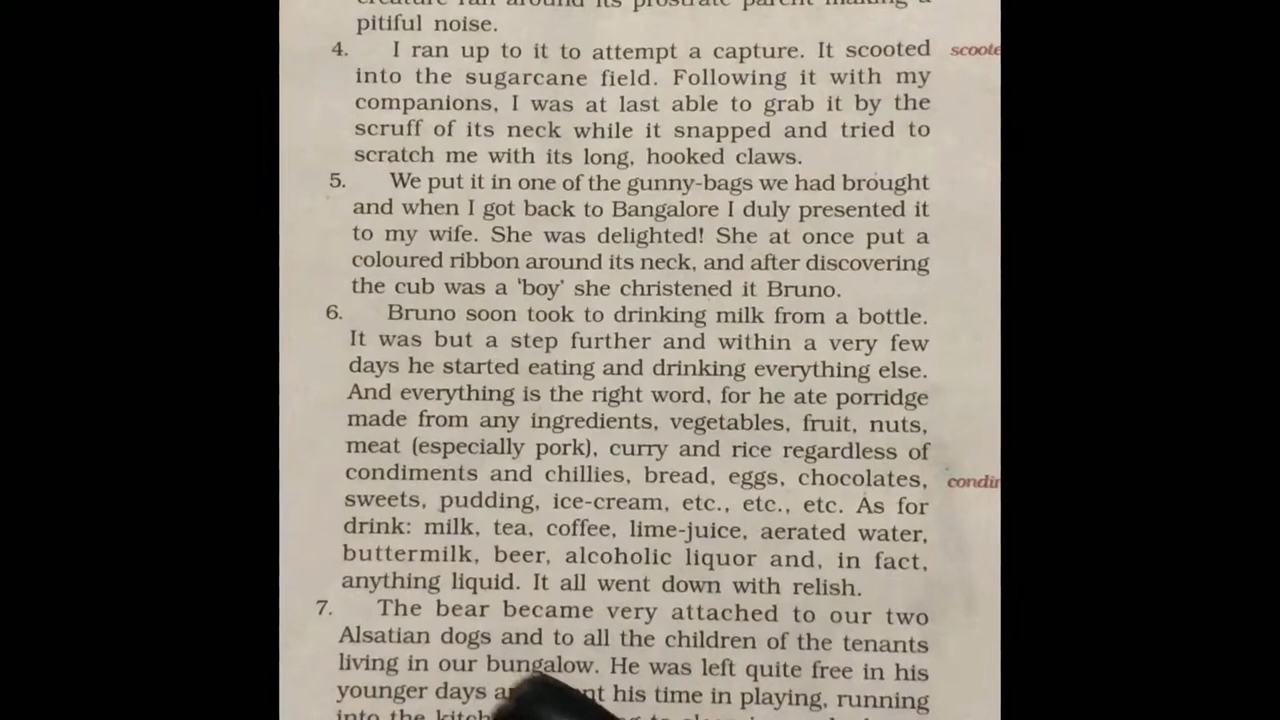 creature ran around its prostrate parent making a
pitiful noise.
4. I ran up to it to attempt a capture. It scooted
into the sugarcane field. Following it with my
companions, I was at last able to grab it by the
scruff of its neck while it snapped and tried to
scratch me with its long, hooked claws.
5. We put it in one of the gunny-bags we had brought
and when I got back to Bangalore I duly presented it
to my wife. She was delighted! She at once put a
coloured ribbon around its neck, and after discovering
the cub was a 'boy' she christened it Bruno.
6. Bruno soon took to drinking milk from a bottle.
It was but a step further and within a very few
days he started eating and drinking everything else.
And everything is the right word, for he ate porridge
made from any ingredients, vegetables, fruit, nuts,
meat (especially pork), curry and rice regardless of
condiments and chillies, bread, eggs, chocolates,
sweets, pudding, ice-cream, etc., etc., etc. As for
drink: milk, tea, coffee, lime-juice, aerated water,
buttermilk, beer, alcoholic liquor and, in fact,
anything liquid. It all went down with relish.
7. The bear became very attached to our two
Alsatian dogs and to all the children of the tenants
living in our bungalow. He was left quite free in his
younger days his time in playing, running
into the
scoote
condir